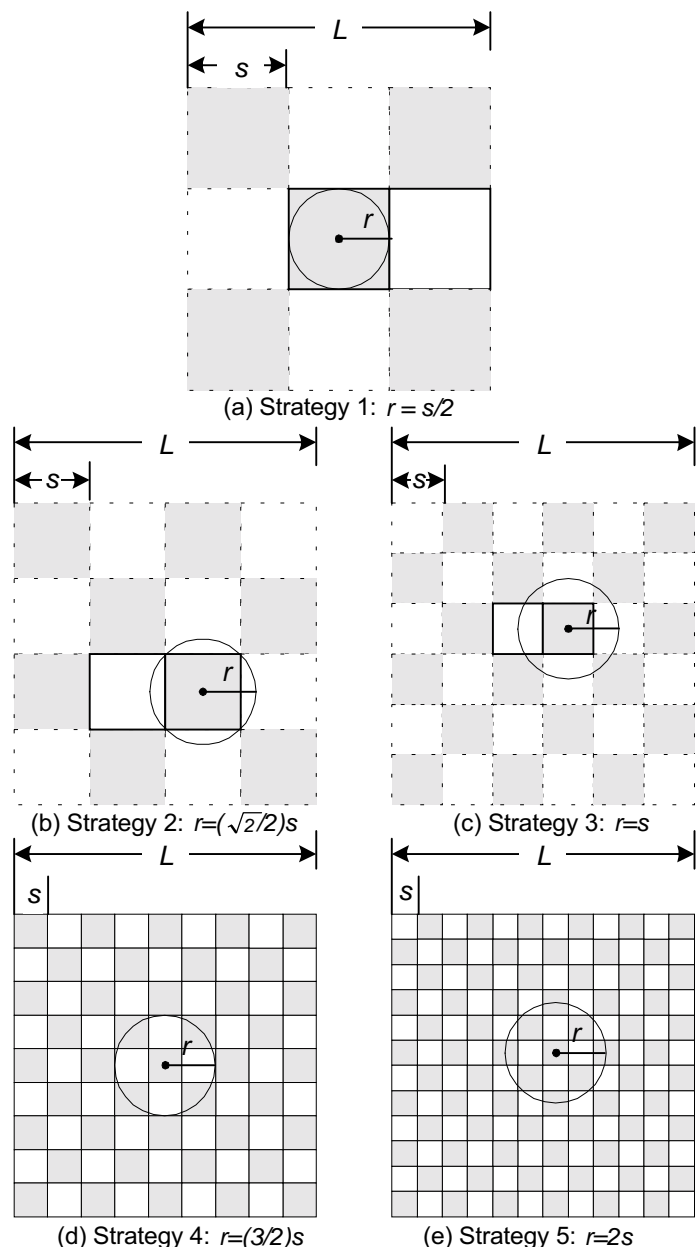 L
s
r
(a) Strategy 1: r = s/2
L
s
r
(b) Strategy 2: r=(√2/2)s
L
s
r
(c) Strategy 3: r=s
L
s
r
(d) Strategy 4: r=(3/2)s
L
s
r
(e) Strategy 5: r=2s